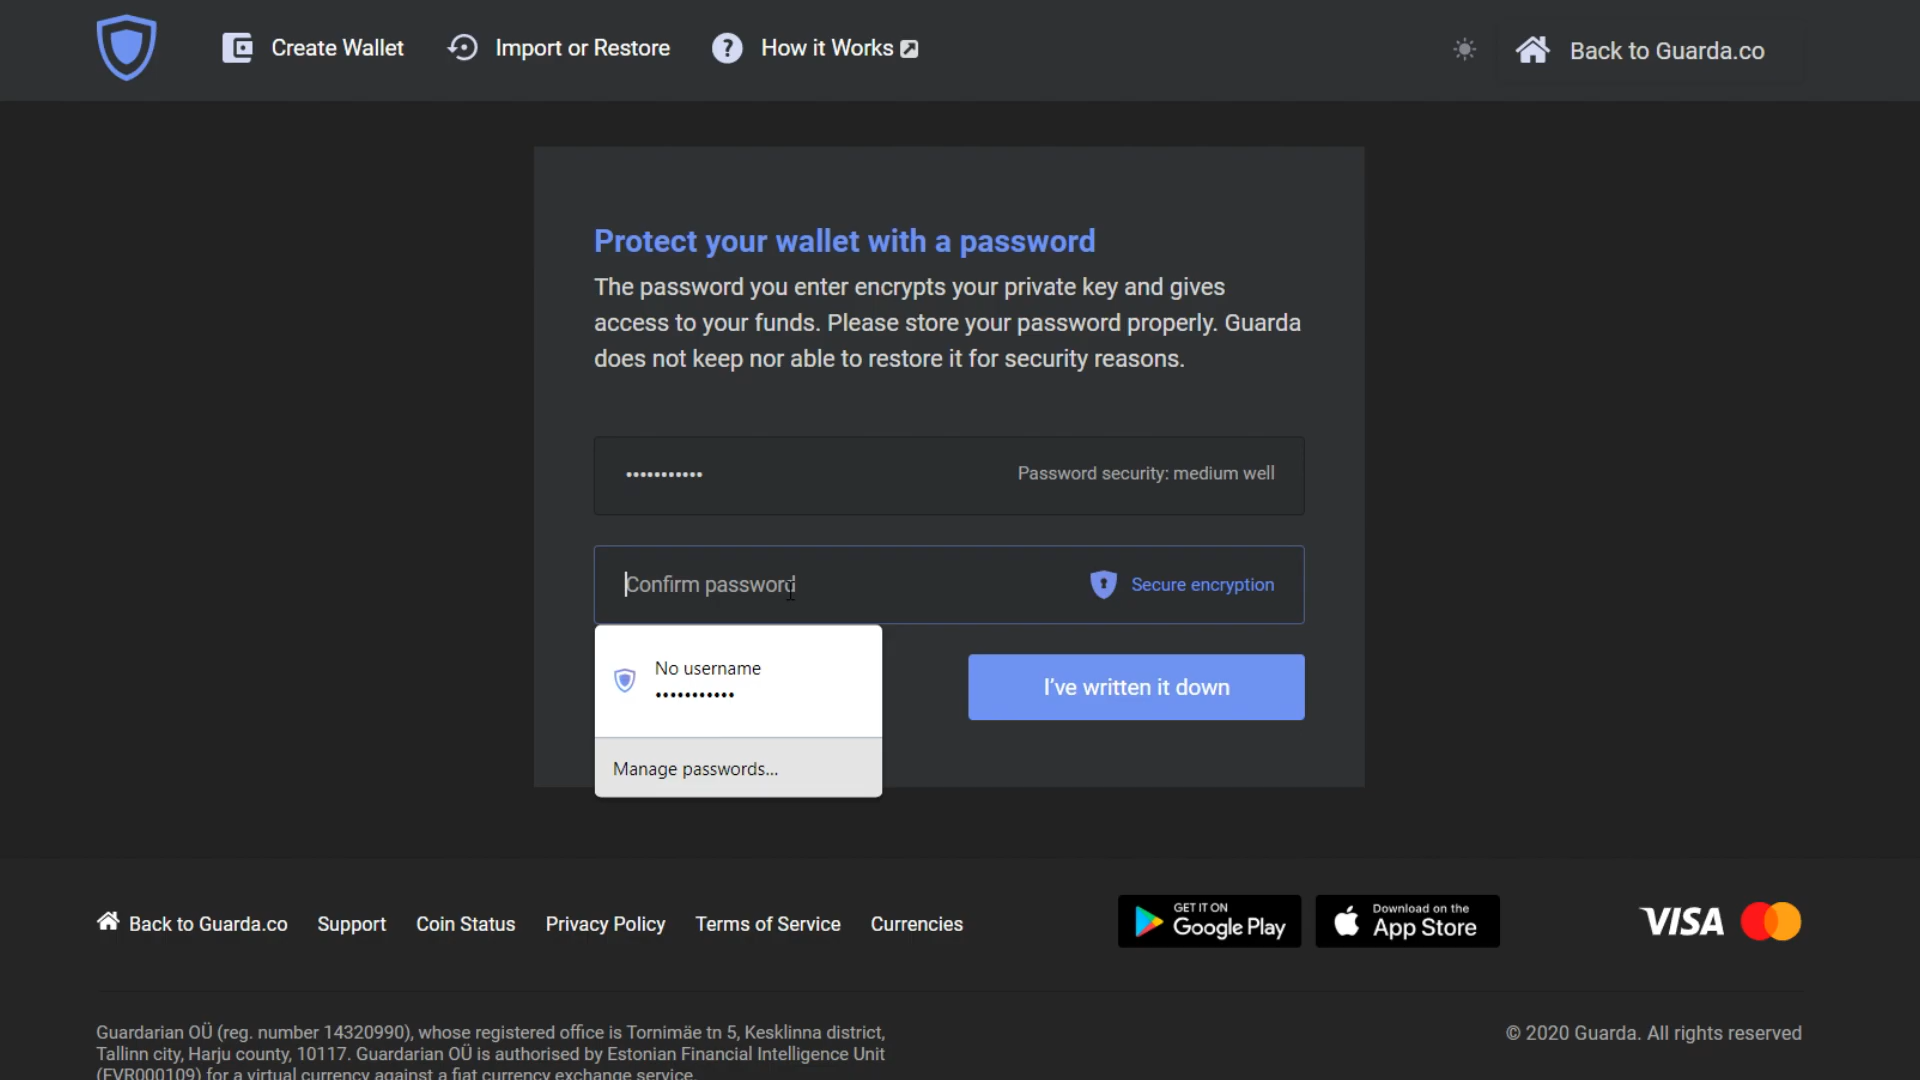 Create Wallet
Import or Restore
How it Works
Back to Guarda.co
Protect your wallet with a password
The password you enter encrypts your private key and gives
access to your funds. Please store your password properly. Guarda
does not keep nor able to restore it for security reasons.
•••••••••••
Password security: medium well
Confirm password
Secure encryption
No username
•••••••••••
Manage passwords...
I've written it down
Back to Guarda.co
Support
Coin Status
Privacy Policy
Terms of Service
Currencies
GET IT ON
Google Play
Download on the
App Store
VISA
Guardarian OÜ (reg. number 14320990), whose registered office is Tornimäe tn 5, Kesklinna district,
Tallinn city, Harju county, 10117. Guardarian OÜ is authorised by Estonian Financial Intelligence Unit
(FVR000109) for a virtual currency against a fiat currency exchange service.
© 2020 Guarda. All rights reserved